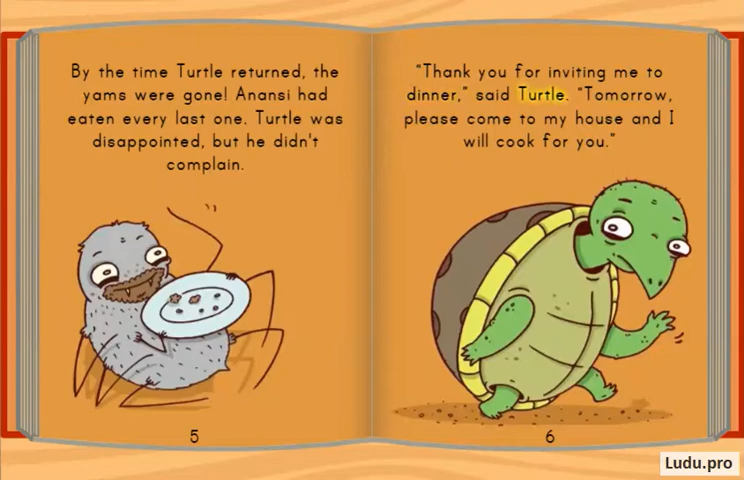 By the time Turtle returned, the
yams were gone! Anansi had
eaten every last one. Turtle was
disappointed, but he didn't
complain.
5
"Thank you for inviting me to
dinner," said Turtle. "Tomorrow,
please come to my house and I
will cook for you."
6
Ludu.pro